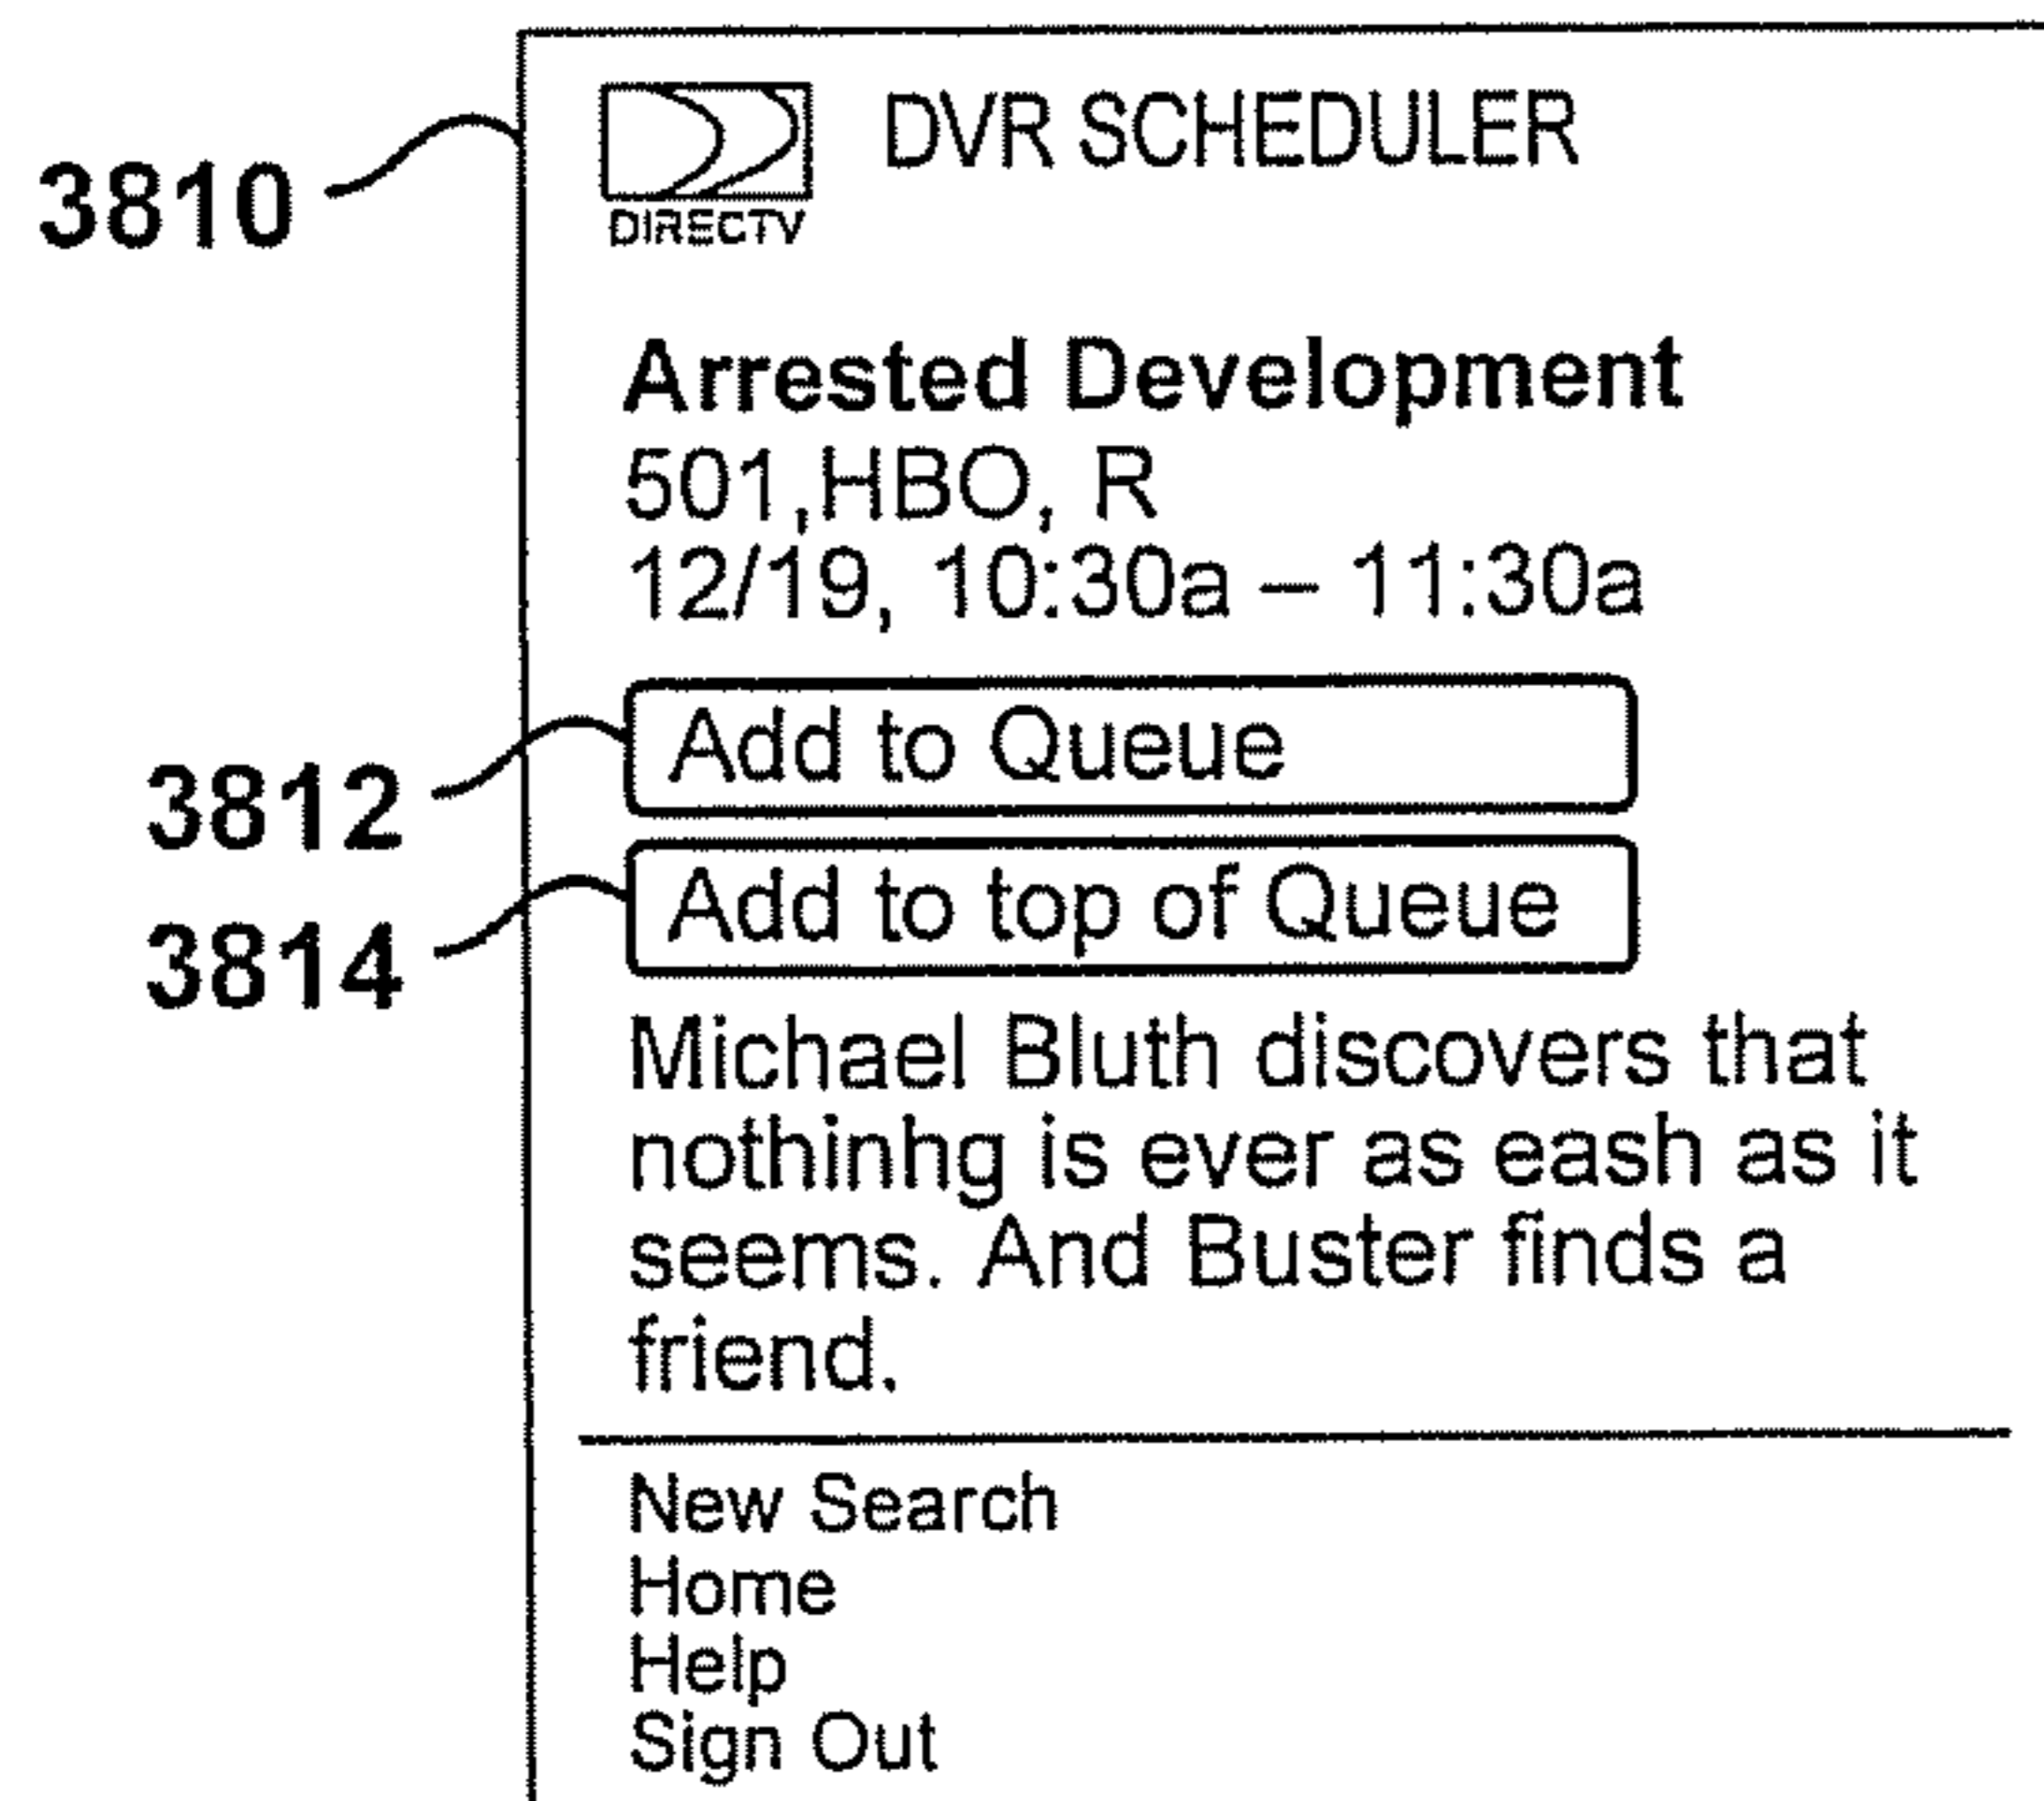 3810
DVR SCHEDULER
DIRECTV
Arrested Development
501,HBO, R
12/19, 10:30a – 11:30a
3812
Add to Queue
3814
Add to top of Queue
Michael Bluth discovers that
nothinhg is ever as eash as it
seems. And Buster finds a
friend.
New Search
Home
Help
Sign Out